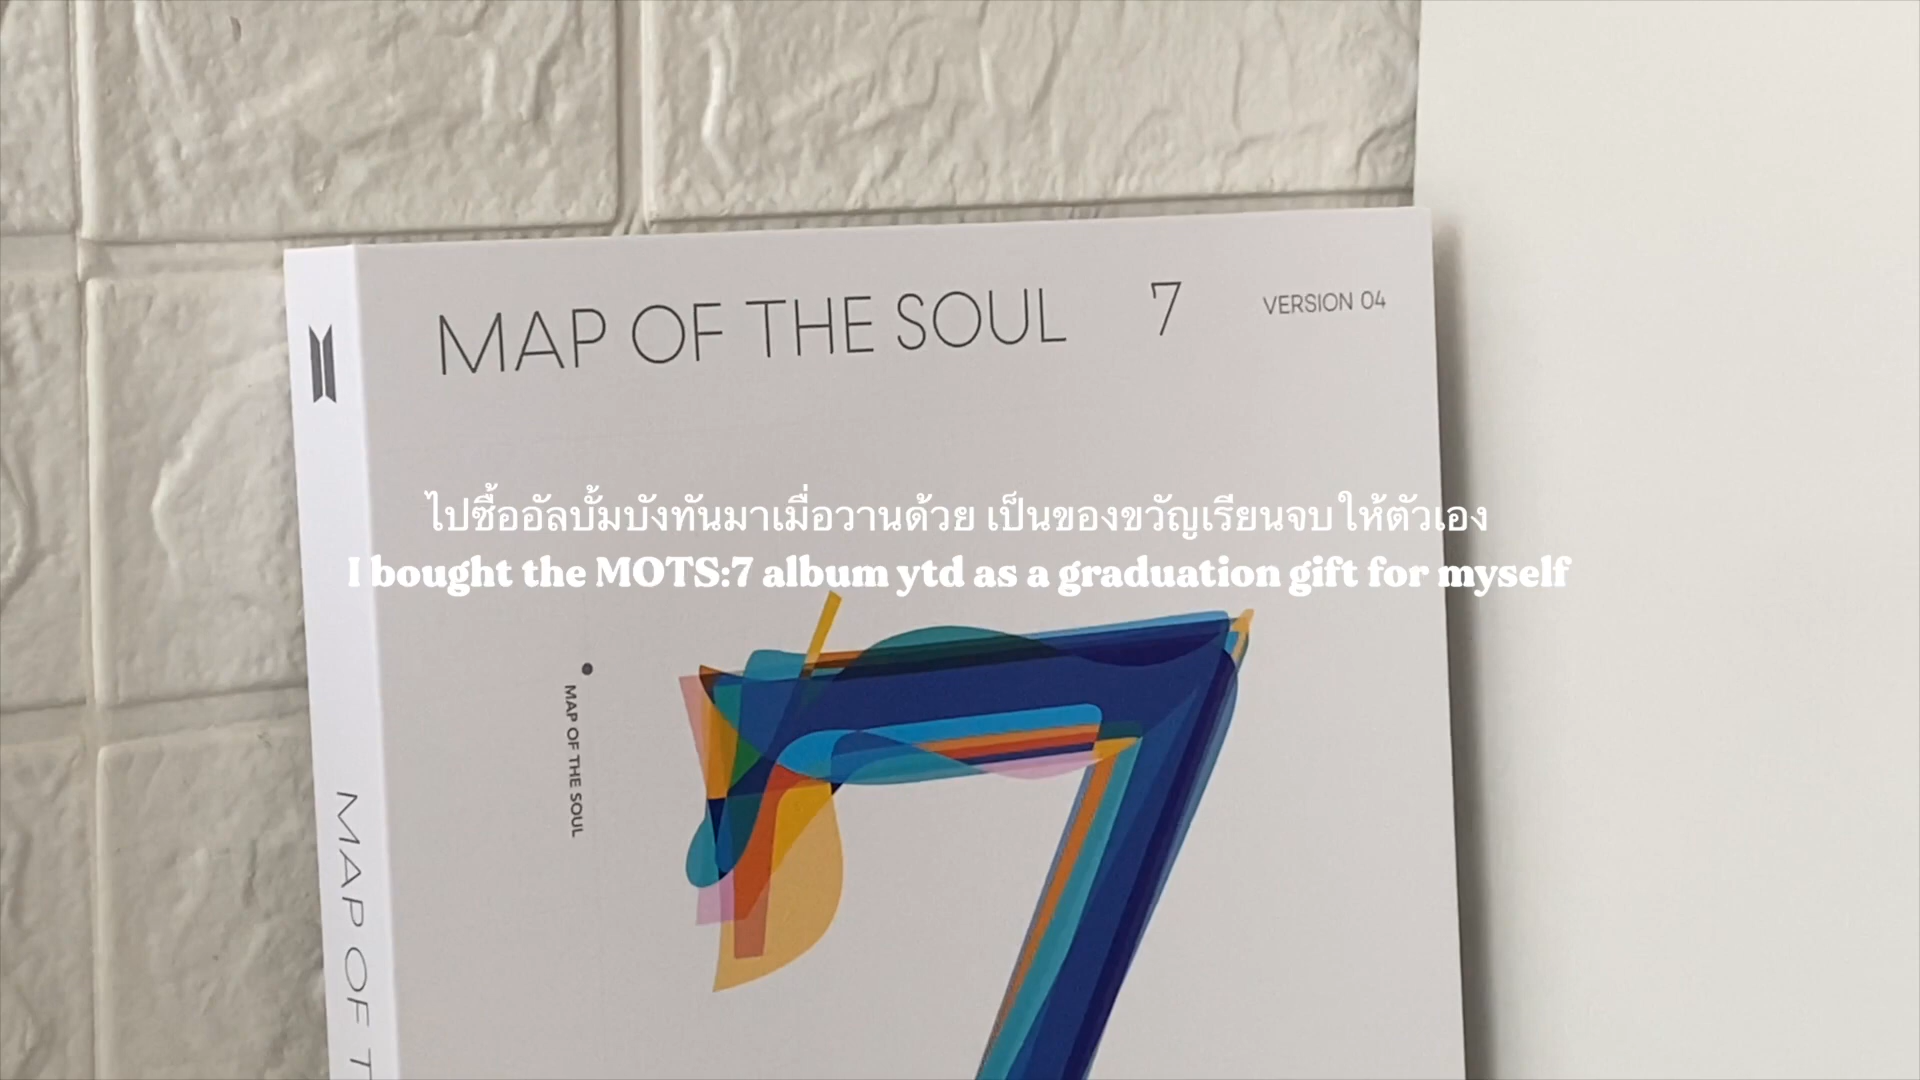 MAP OF THE SOUL 7 VERSION 04
ไปซื้ออัลบั้มบังทันมาเมื่อวานด้วย เป็นของขวัญเรียนจบให้ตัวเอง
I bought the MOTS:7 album ytd as a graduation gift for myself
MAP OF THE SOUL
MAP OF T